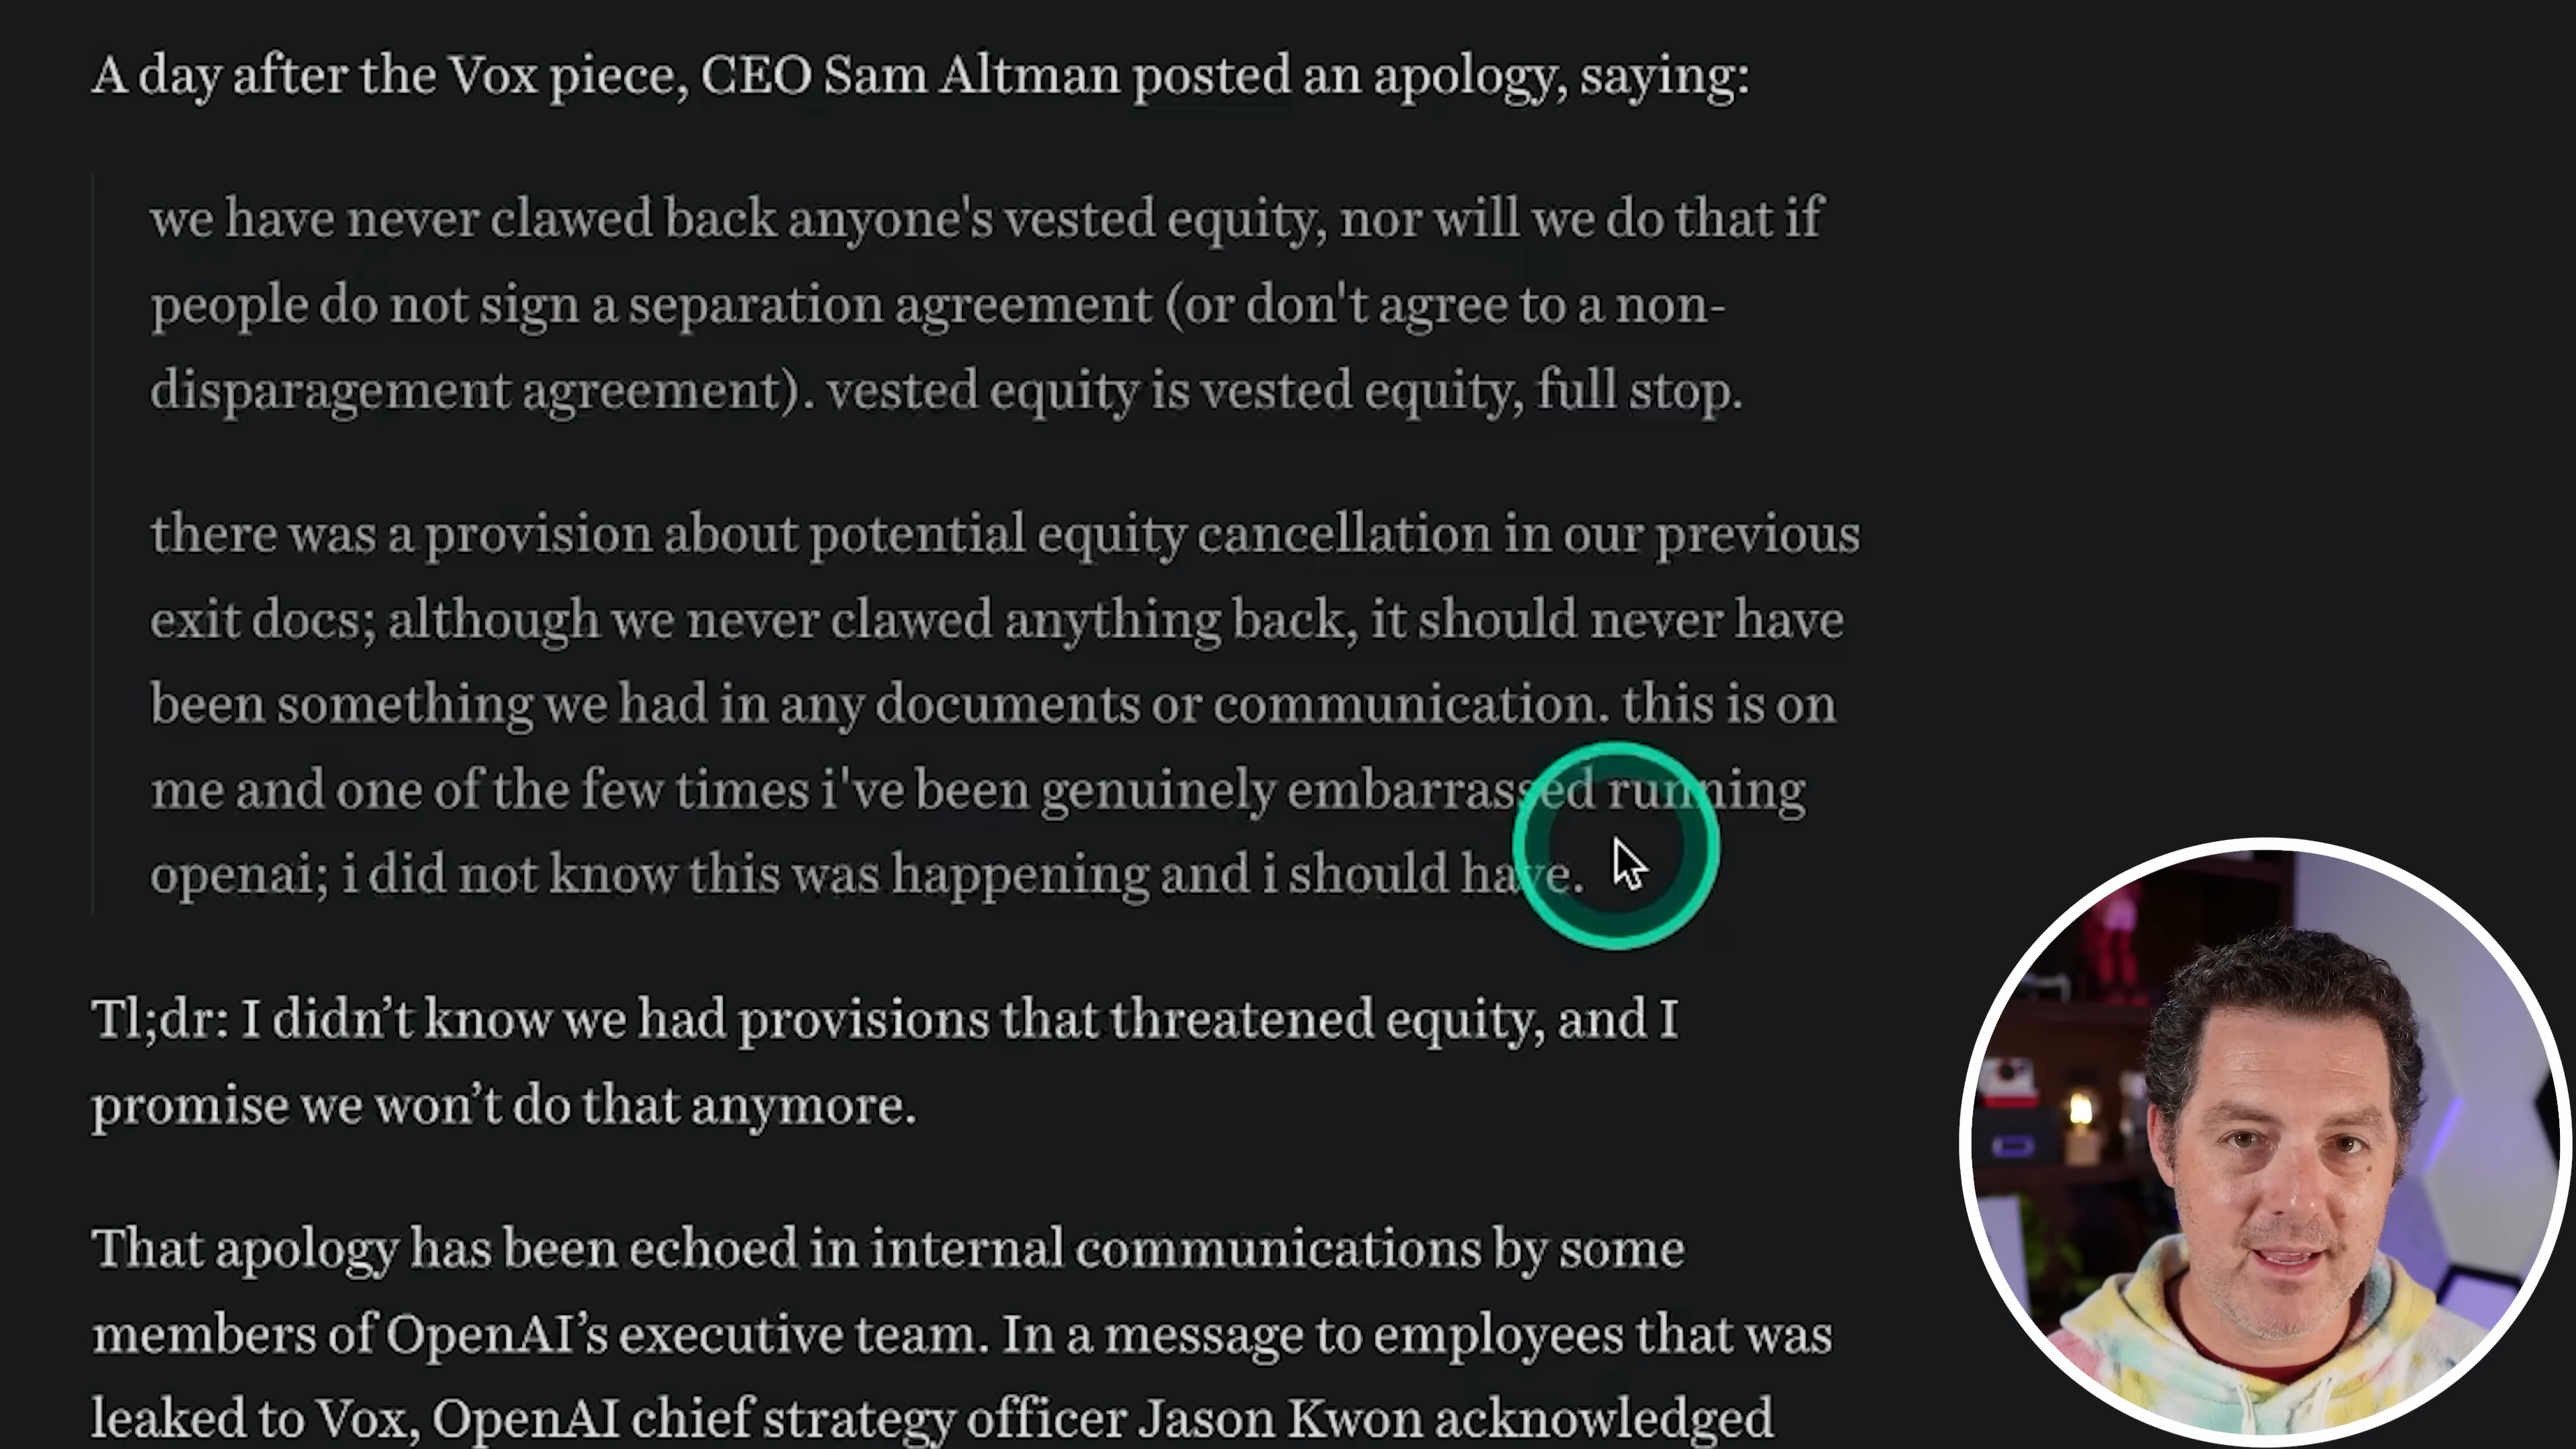 A day after the Vox piece, CEO Sam Altman posted an apology, saying:
we have never clawed back anyone's vested equity, nor will we do that if
people do not sign a separation agreement (or don't agree to a non-
disparagement agreement). vested equity is vested equity, full stop.
there was a provision about potential equity cancellation in our previous
exit docs; although we never clawed anything back, it should never have
been something we had in any documents or communication. this is on
me and one of the few times i've been genuinely embarrassed running
openai; i did not know this was happening and i should have.
Tl;dr: I didn’t know we had provisions that threatened equity, and I
promise we won’t do that anymore.
That apology has been echoed in internal communications by some
members of OpenAI’s executive team. In a message to employees that was
leaked to Vox, OpenAI chief strategy officer Jason Kwon acknowledged